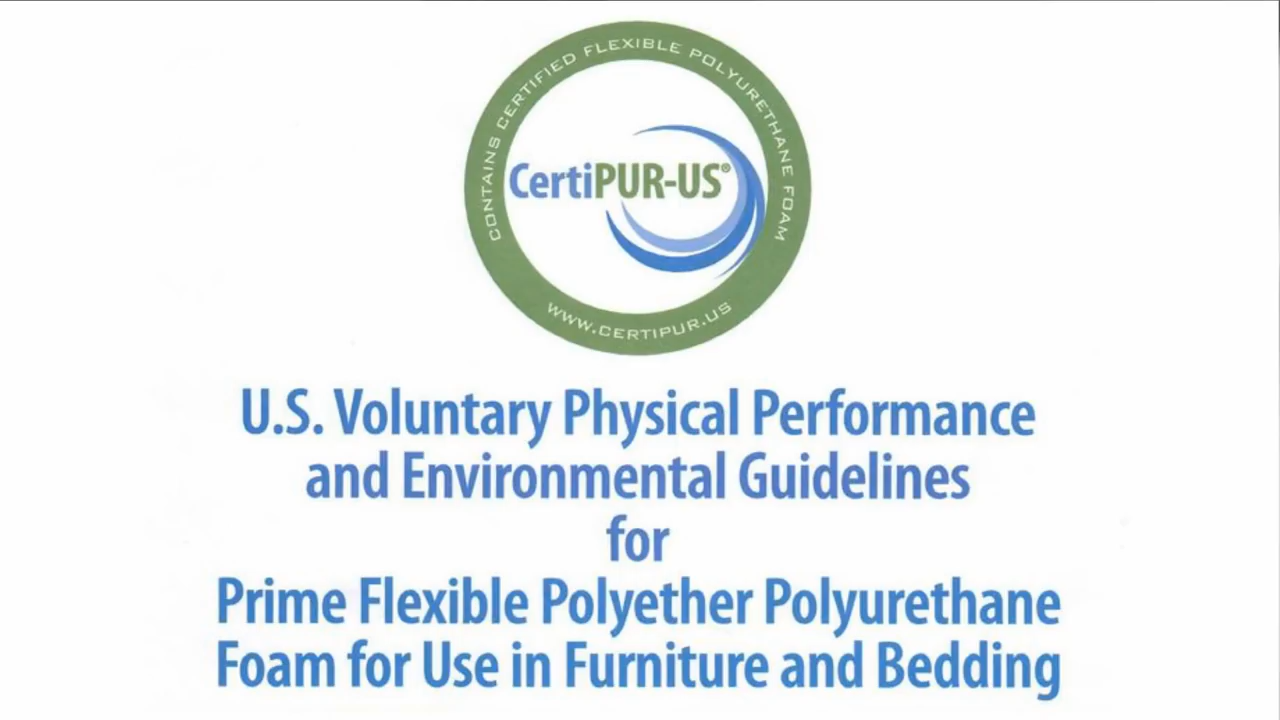 CONTAINS CERTIFIED FLEXIBLE POLYURETHANE FOAM
CertiPUR-US®
WWW.CERTIPUR.US
U.S. Voluntary Physical Performance
and Environmental Guidelines
for
Prime Flexible Polyether Polyurethane
Foam for Use in Furniture and Bedding